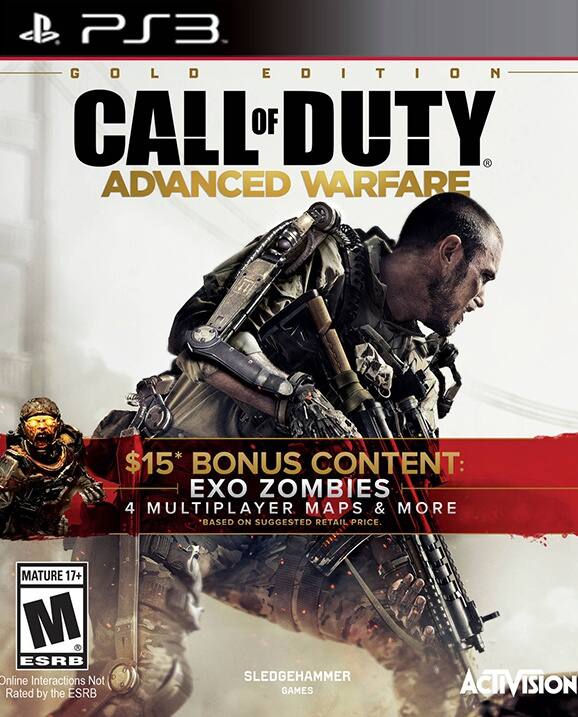 PS3
GOLD EDITION
CALL OF DUTY®
ADVANCED WARFARE
$15* BONUS CONTENT:
EXO ZOMBIES
4 MULTIPLAYER MAPS & MORE
*BASED ON SUGGESTED RETAIL PRICE.
MATURE 17+
M®
ESRB
Online Interactions Not
Rated by the ESRB
SLEDGEHAMMER
GAMES
ACTIVISION